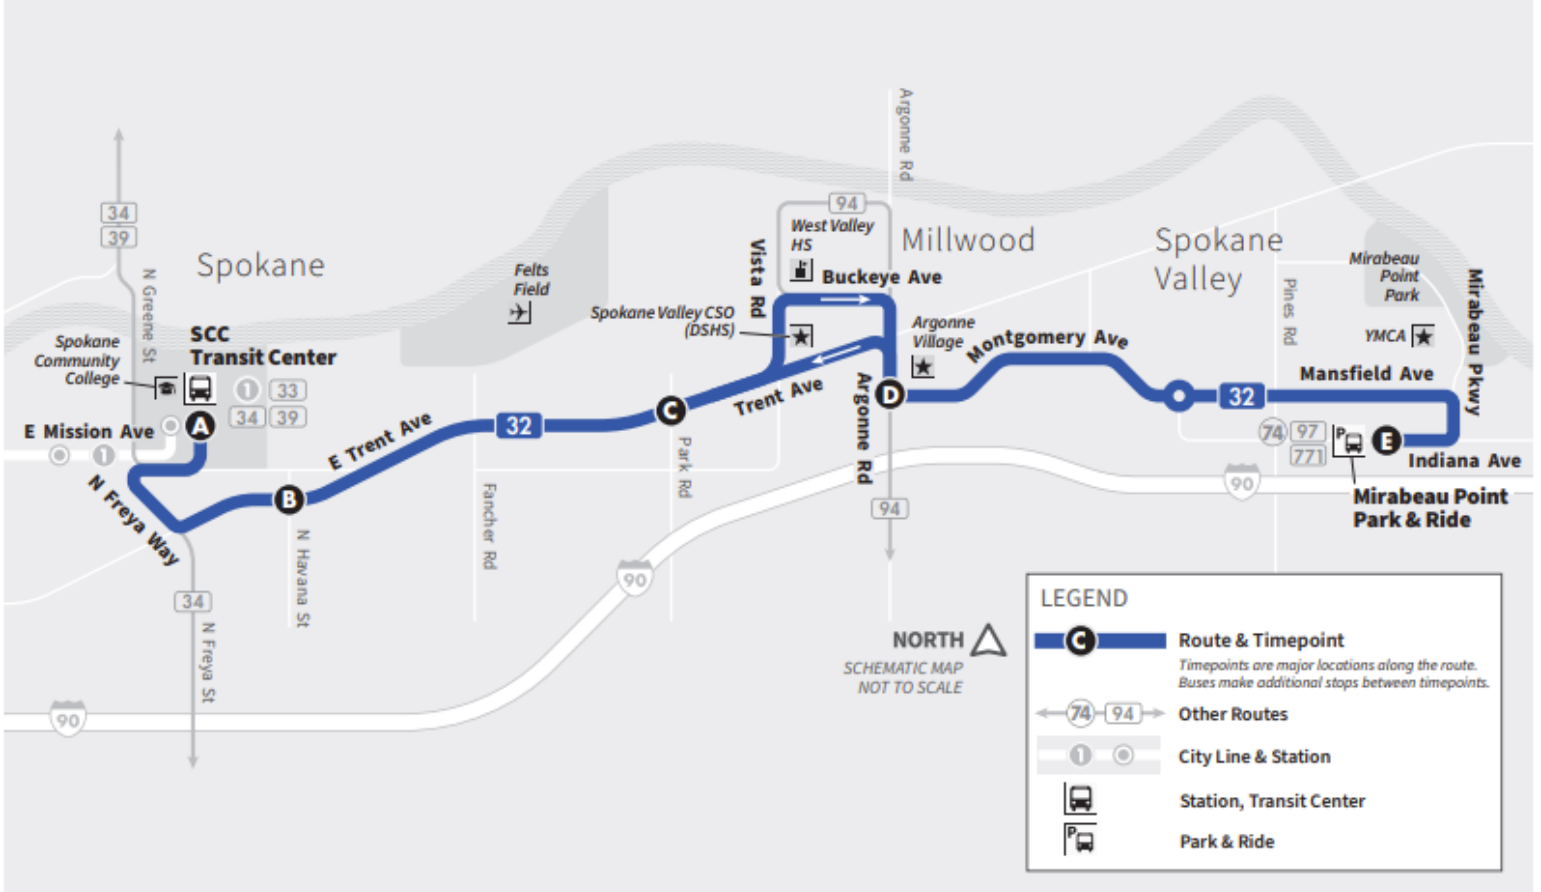 Argonne Rd
34
39
94
Spokane
West Valley
HS
Millwood
Spokane
Valley
Mirabeau
Point
Park
Felts
Field
Vista Rd
Buckeye Ave
N Greene St
Pines Rd
Mirabeau Pkwy
Spokane Valley CSO
(DSHS)
Argonne
Village
YMCA
SCC
Transit Center
Spokane
Community
College
Montgomery Ave
Mansfield Ave
1
33
34
39
Trent Ave
Argonne Rd
D
32
C
A
E Mission Ave
1
E Trent Ave
32
74
97
771
P
E
Indiana Ave
Park Rd
90
Mirabeau Point
Park & Ride
B
N Freya Way
Fancher Rd
94
N Havana St
90
34
N Freya St
90
NORTH
SCHEMATIC MAP
NOT TO SCALE
LEGEND
C
Route & Timepoint
Timepoints are major locations along the route.
Buses make additional stops between timepoints.
74
94
Other Routes
1
City Line & Station
Station, Transit Center
P
Park & Ride